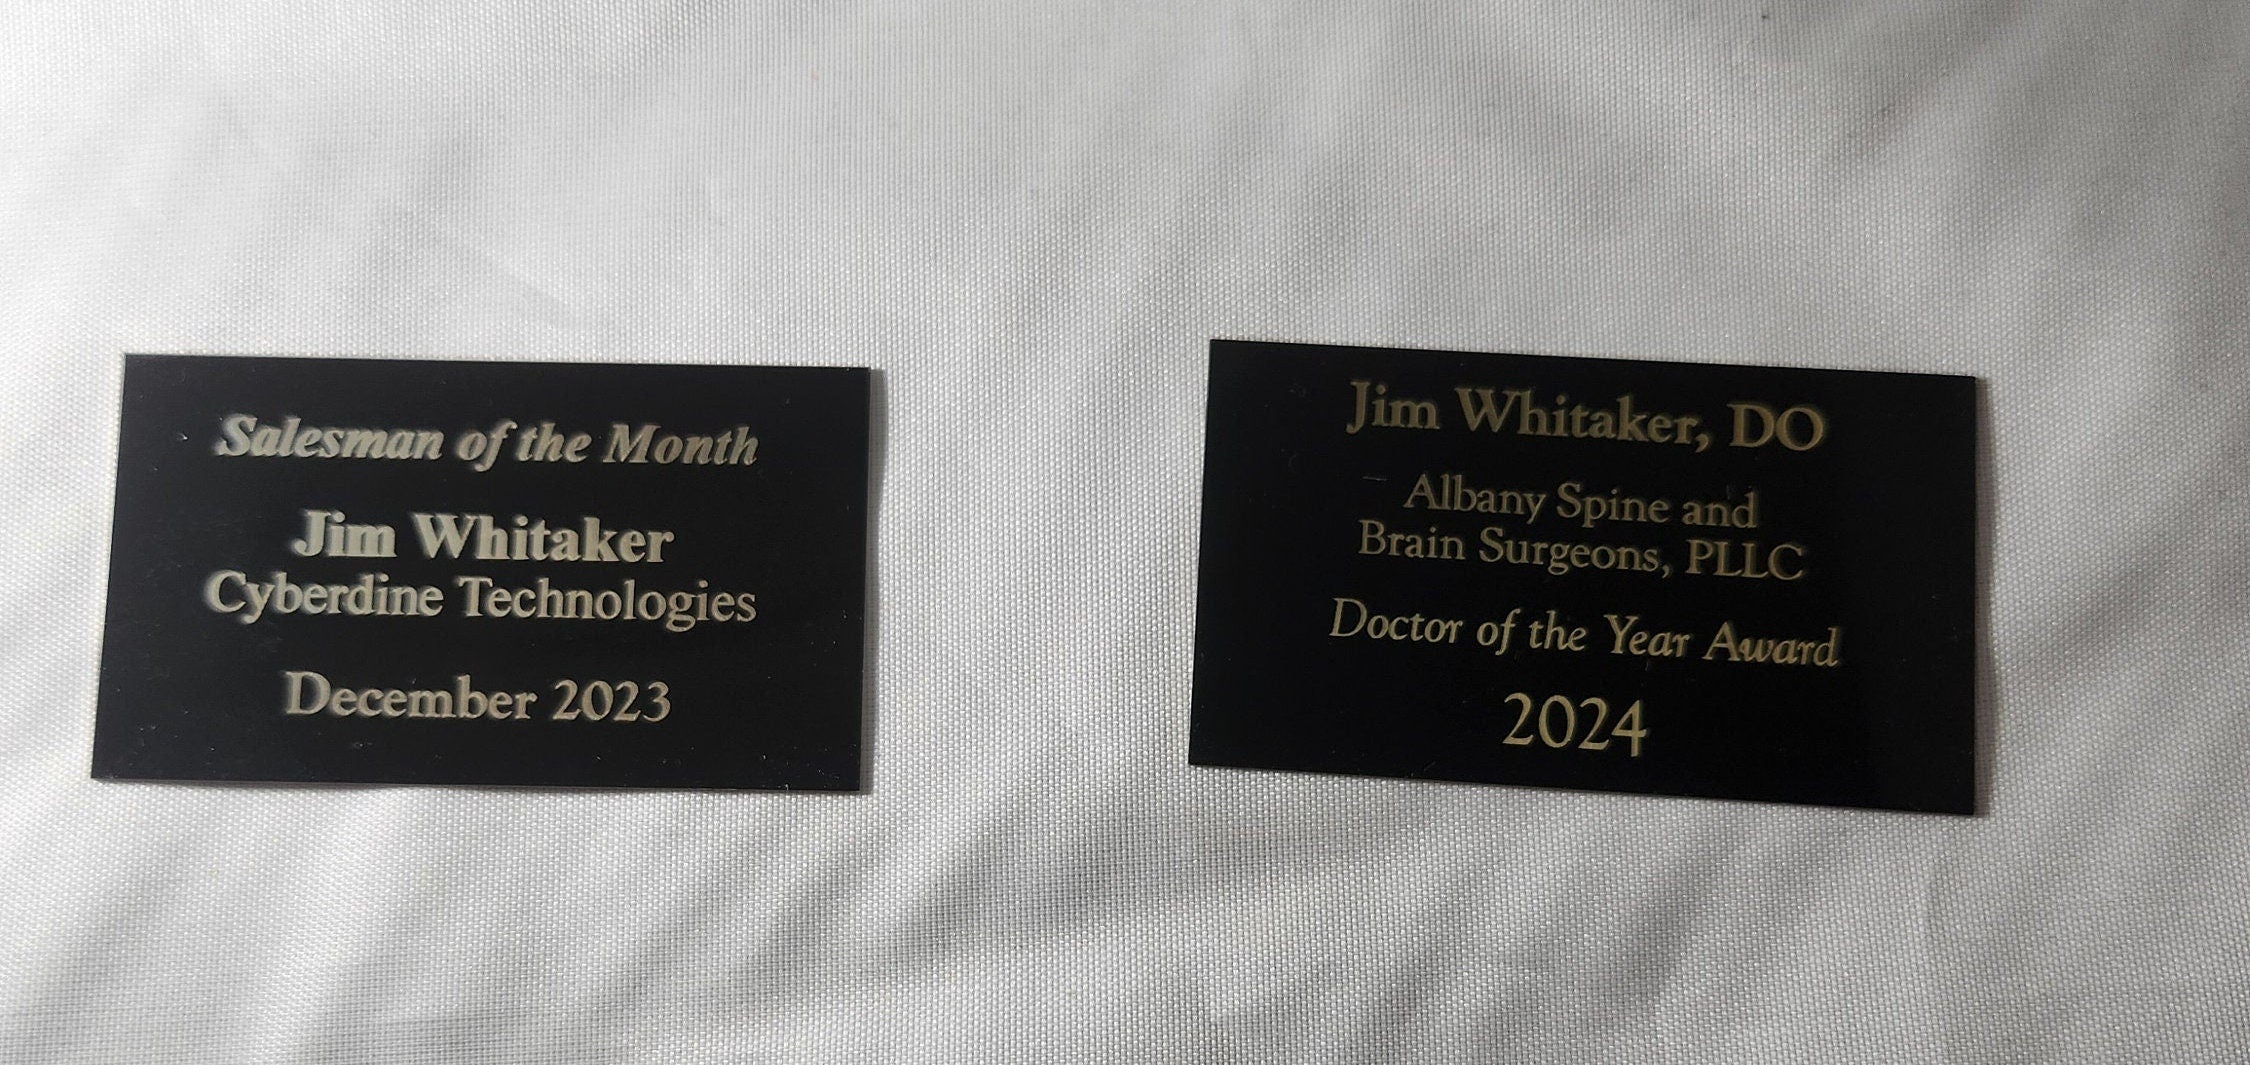 Salesman of the Month
Jim Whitaker
Cyberdine Technologies
December 2023
Jim Whitaker, DO
Albany Spine and
Brain Surgeons, PLLC
Doctor of the Year Award
2024